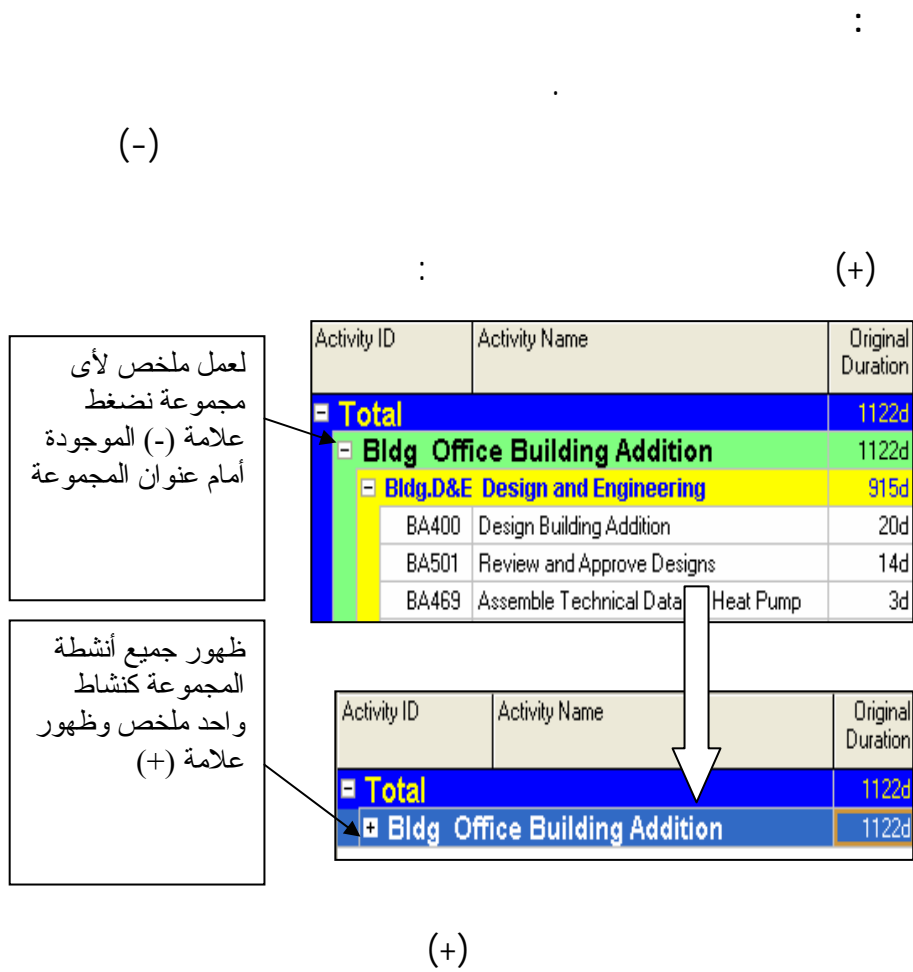 :
.
(-)
(+) :
لعمل ملخص لأى
مجموعة نضغط
علامة (-) الموجودة
أمام عنوان المجموعة
Activity ID Activity Name Original Duration
Total 1122d
Bldg Office Building Addition 1122d
Bldg.D&E Design and Engineering 915d
BA400 Design Building Addition 20d
BA501 Review and Approve Designs 14d
BA469 Assemble Technical Data Heat Pump 3d
ظهور جميع أنشطة
المجموعة كنشاط
واحد ملخص وظهور
علامة (+)
Activity ID Activity Name Original Duration
Total 1122d
Bldg Office Building Addition 1122d
(+)